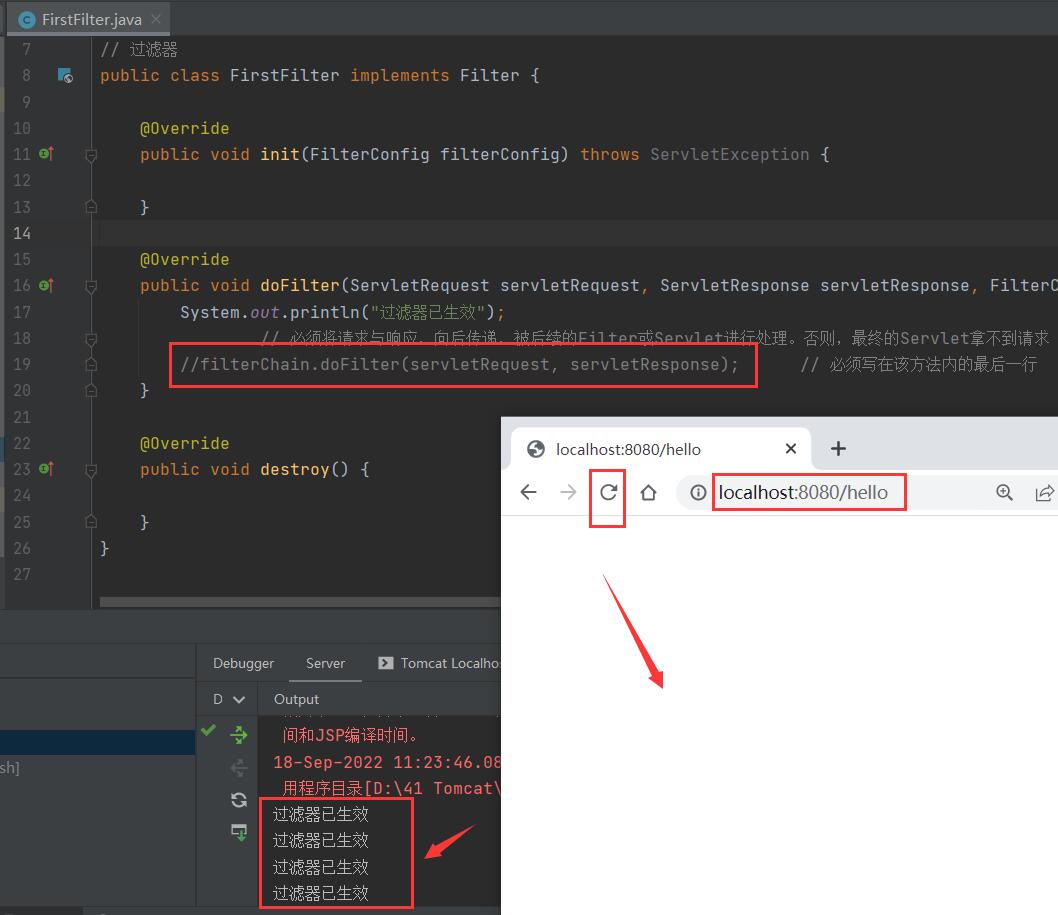 FirstFilter.java
7 // 过滤器
8 public class FirstFilter implements Filter {
9
10 @Override
11 public void init(FilterConfig filterConfig) throws ServletException {
12
13 }
14
15 @Override
16 public void doFilter(ServletRequest servletRequest, ServletResponse servletResponse, FilterC
17 System.out.println("过滤器已生效");
18 // 必须将请求与响应，向后传递，被后续的Filter或Servlet进行处理。否则，最终的Servlet拿不到请求
19 //filterChain.doFilter(servletRequest, servletResponse); // 必须写在该方法内的最后一行
20 }
21
22 @Override
23 public void destroy() {
24
25 }
26 }
27
localhost:8080/hello
localhost:8080/hello
Debugger Server Tomcat Localho
D Output
间和JSP编译时间。
18-Sep-2022 11:23:46.08
sh]
用程序目录[D:\41 Tomcat\
过滤器已生效
过滤器已生效
过滤器已生效
过滤器已生效